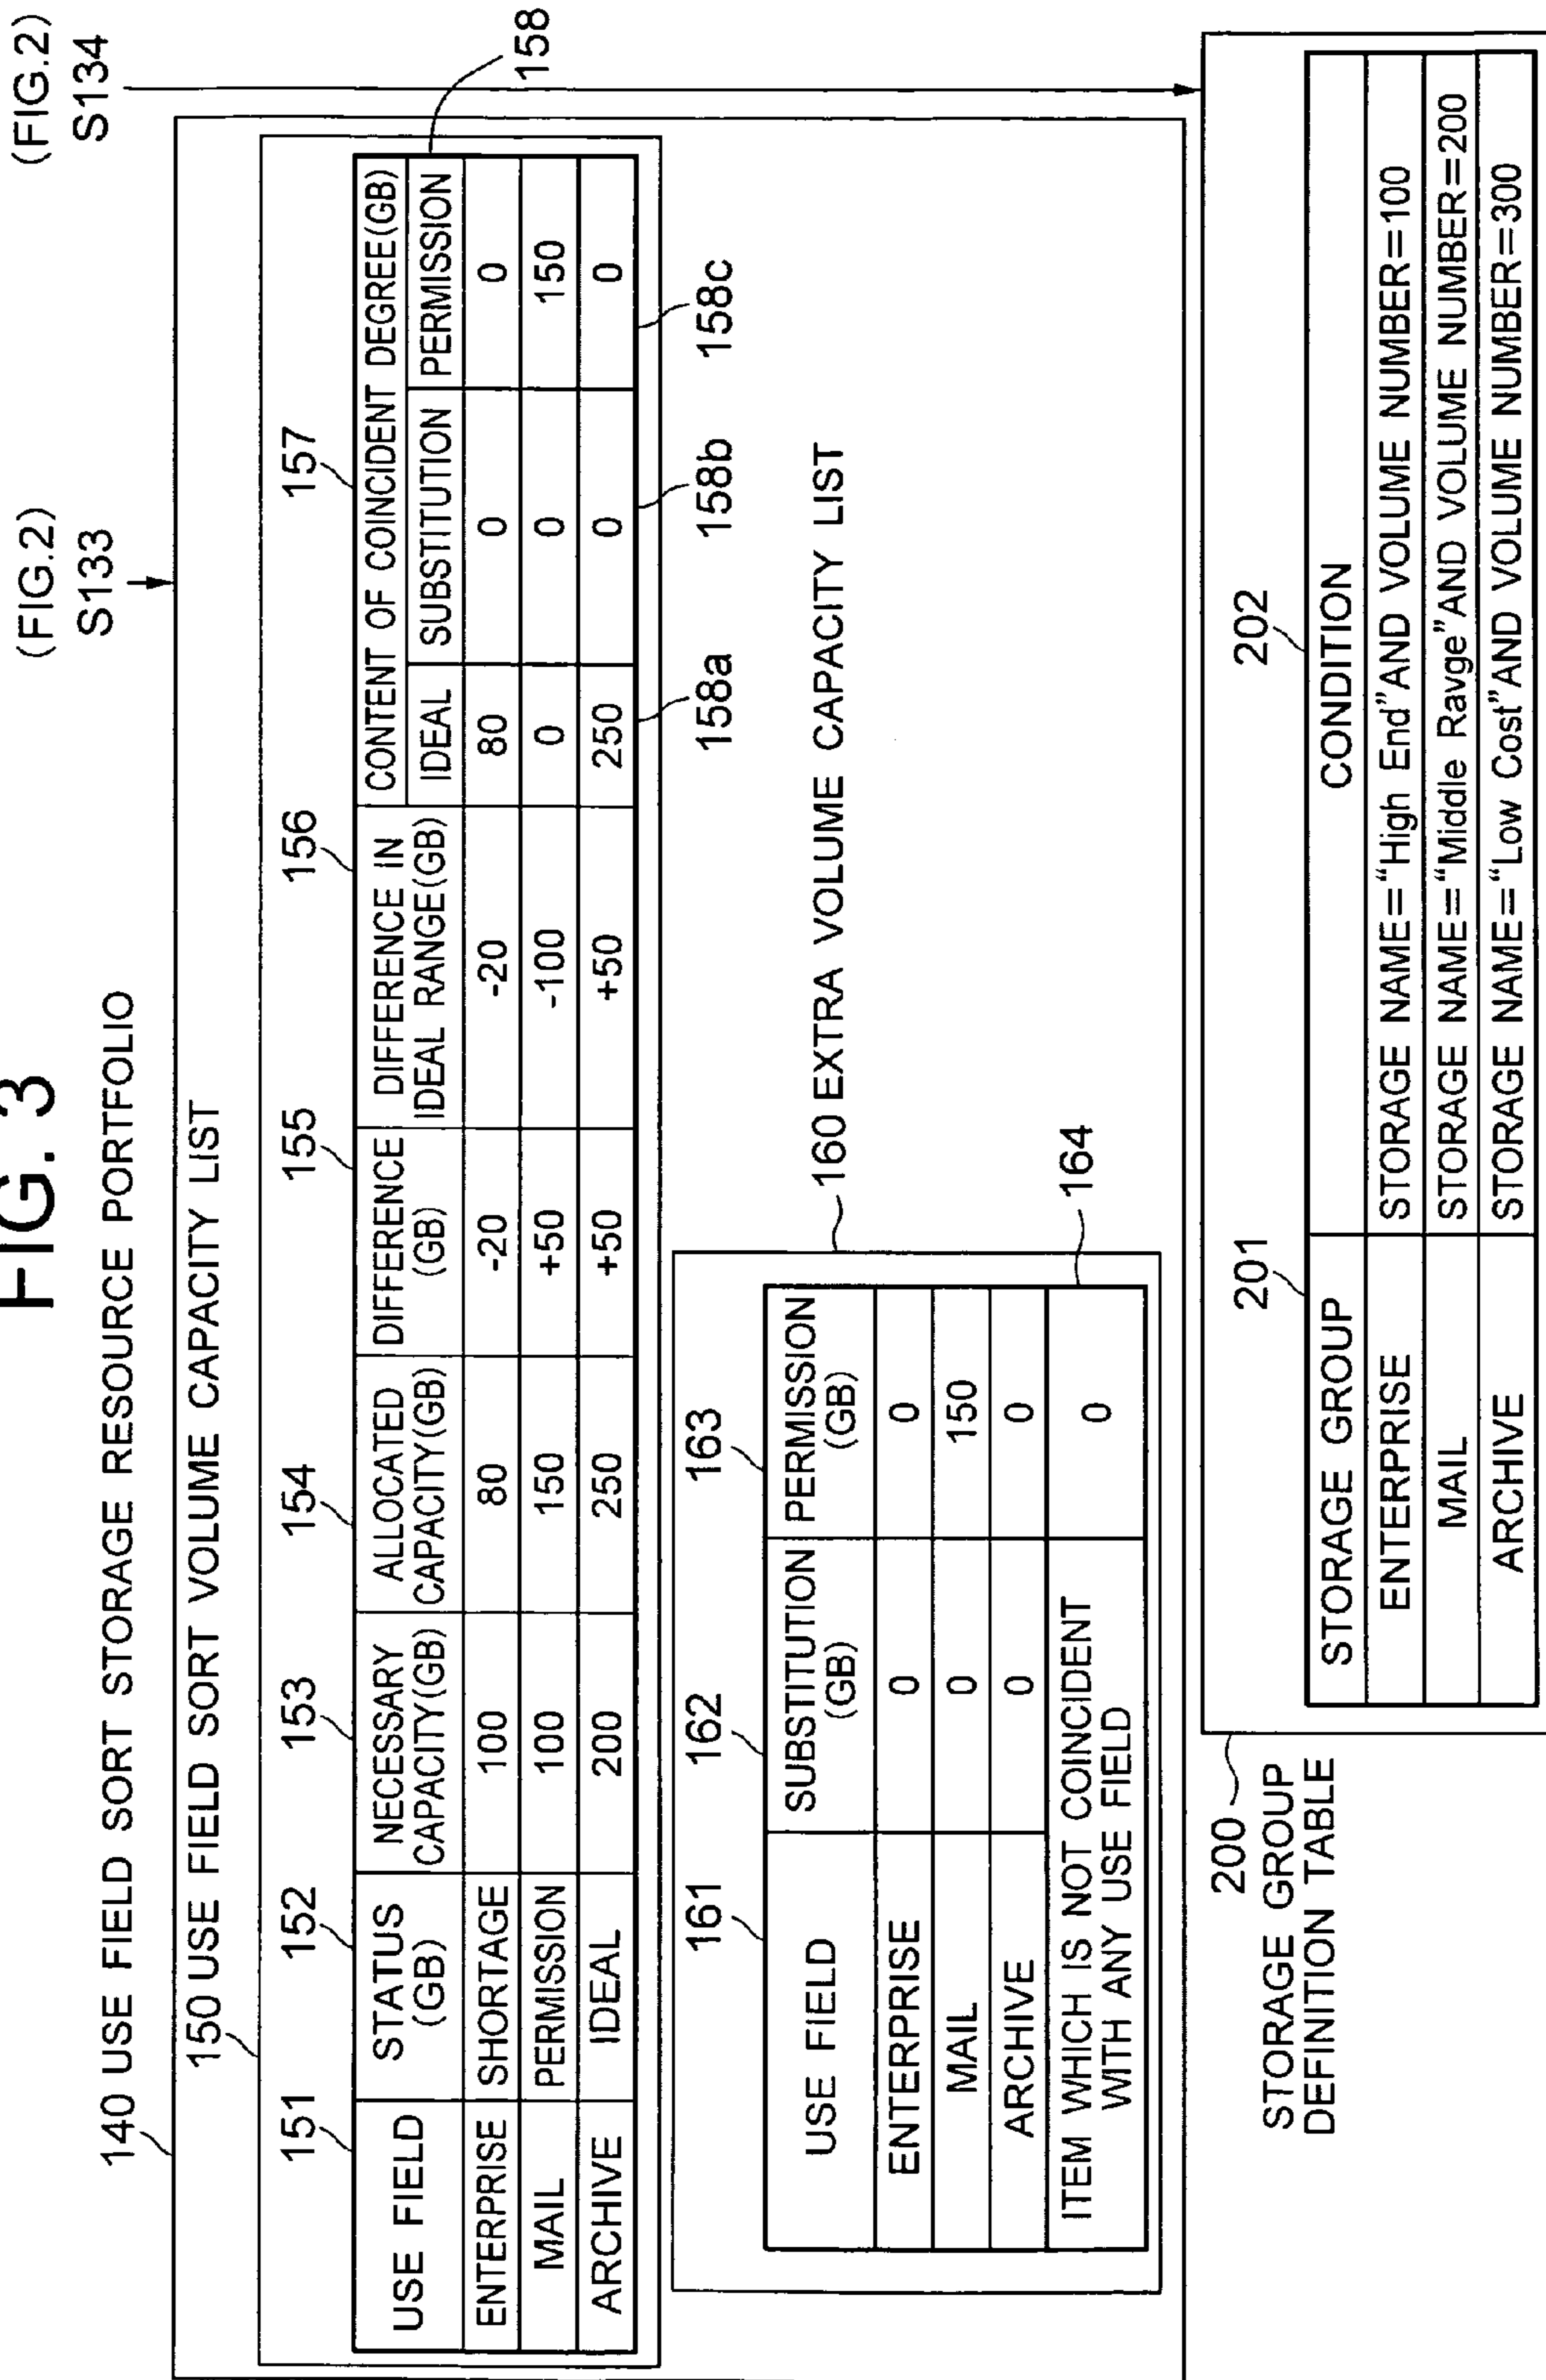 FIG. 3
(FIG.2)
S133
(FIG.2)
S134
140 USE FIELD SORT STORAGE RESOURCE PORTFOLIO
150 USE FIELD SORT VOLUME CAPACITY LIST
151 152 153 154 155 156 157
USE FIELD STATUS (GB) NECESSARY CAPACITY(GB) ALLOCATED CAPACITY(GB) DIFFERENCE (GB) DIFFERENCE IN IDEAL RANGE(GB) CONTENT OF COINCIDENT DEGREE(GB)
IDEAL SUBSTITUTION PERMISSION
158
ENTERPRISE SHORTAGE 100 80 -20 -20 80 0 0
MAIL PERMISSION 100 150 +50 -100 0 0 150
ARCHIVE IDEAL 200 250 +50 +50 250 0 0
158a 158b 158c
160 EXTRA VOLUME CAPACITY LIST
161 162 163
USE FIELD SUBSTITUTION (GB) PERMISSION (GB)
ENTERPRISE 0 0
MAIL 0 150
ARCHIVE 0 0
ITEM WHICH IS NOT COINCIDENT WITH ANY USE FIELD 0
164
200
STORAGE GROUP
DEFINITION TABLE
201 202
STORAGE GROUP CONDITION
ENTERPRISE STORAGE NAME=“High End”AND VOLUME NUMBER=100
MAIL STORAGE NAME=“Middle Ravge”AND VOLUME NUMBER=200
ARCHIVE STORAGE NAME=“Low Cost”AND VOLUME NUMBER=300